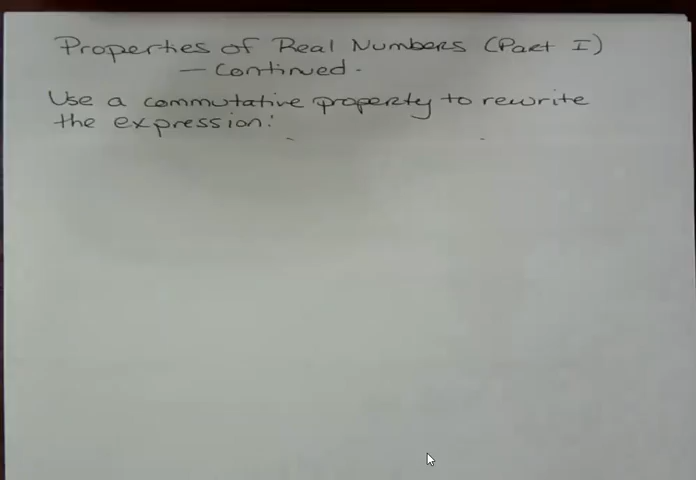 Properties of Real Numbers (Part I)
— Continued.
Use a commutative property to rewrite
the expression: